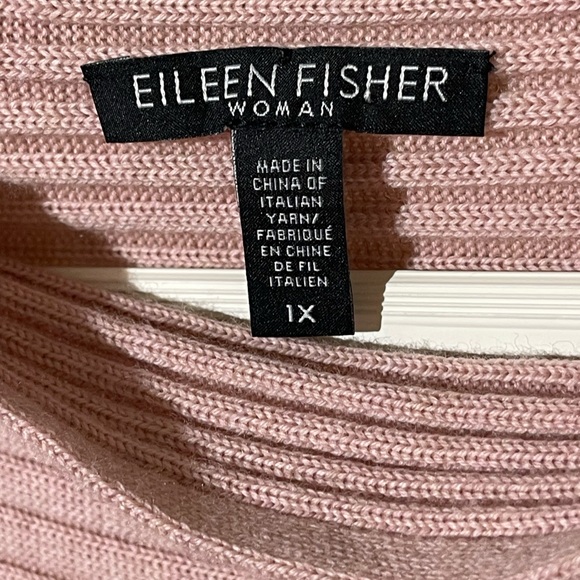 EILEEN FISHER
WOMAN
MADE IN
CHINA OF
ITALIAN
YARN/
FABRIQUÉ
EN CHINE
DE FIL
ITALIEN
1X